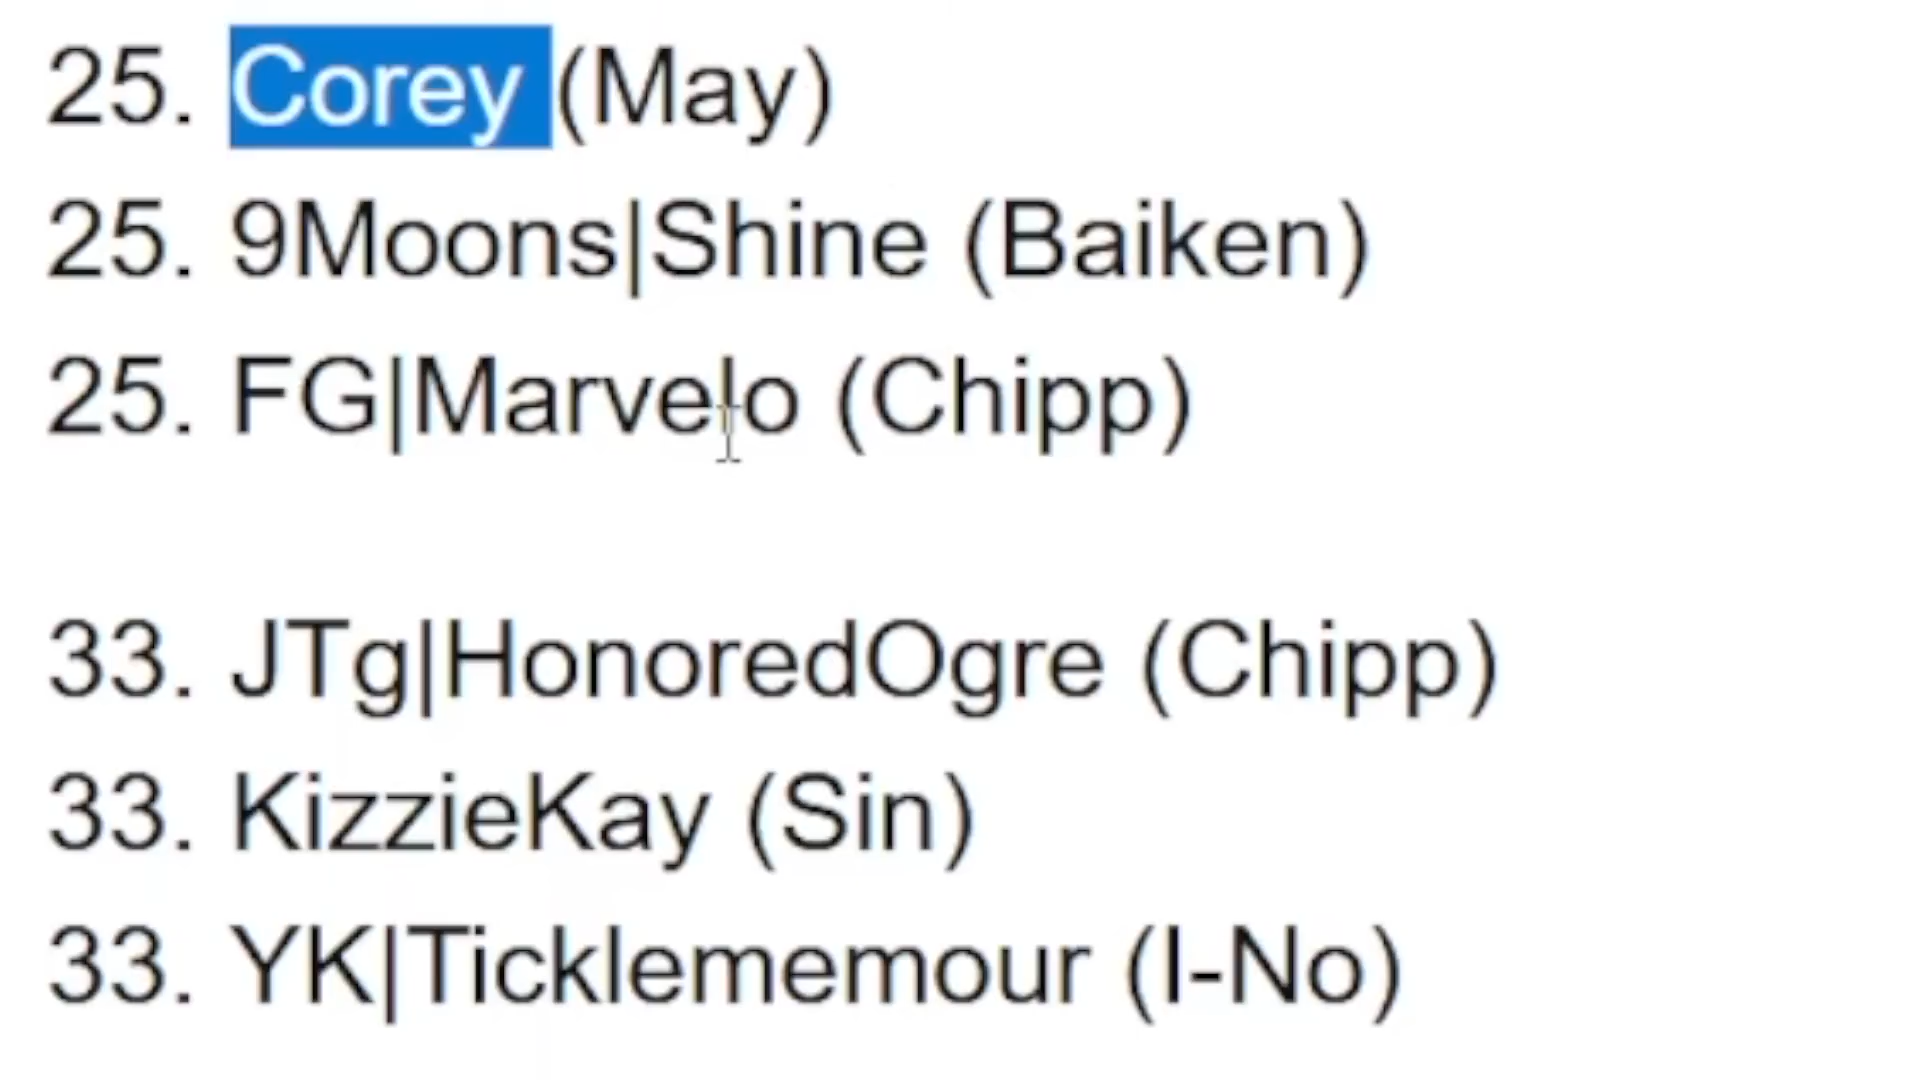 25. Corey (May)
25. 9Moons|Shine (Baiken)
25. FG|Marvelo (Chipp)
33. JTg|HonoredOgre (Chipp)
33. KizzieKay (Sin)
33. YK|Ticklememour (I-No)